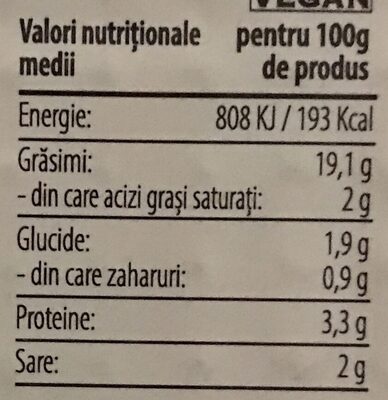 VEGAN
Valori nutriționale pentru 100g
medii de produs
Energie: 808 KJ / 193 Kcal
Grăsimi: 19,1 g
- din care acizi grași saturați: 2 g
Glucide: 1,9 g
- din care zaharuri: 0,9 g
Proteine: 3,3 g
Sare: 2 g